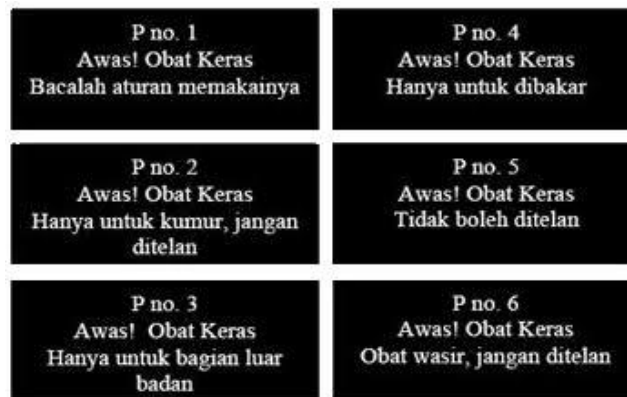 P no. 1
Awas! Obat Keras
Bacalah aturan memakainya
P no. 4
Awas! Obat Keras
Hanya untuk dibakar
P no. 2
Awas! Obat Keras
Hanya untuk kumur, jangan
ditelan
P no. 5
Awas! Obat Keras
Tidak boleh ditelan
P no. 3
Awas!  Obat Keras
Hanya untuk bagian luar
badan
P no. 6
Awas! Obat Keras
Obat wasir, jangan ditelan